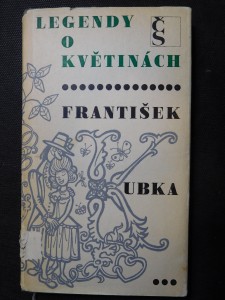 LEGENDY
O
KVĚTINÁCH
ČS
FRANTIŠEK
KUBKA